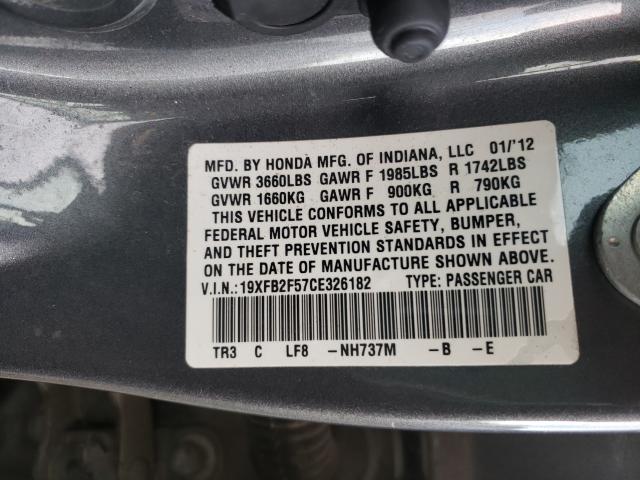 MFD. BY HONDA MFG. OF INDIANA, LLC 01/'12
GVWR 3660LBS GAWR F 1985LBS R 1742LBS
GVWR 1660KG GAWR F 900KG R 790KG
THIS VEHICLE CONFORMS TO ALL APPLICABLE
FEDERAL MOTOR VEHICLE SAFETY, BUMPER,
AND THEFT PREVENTION STANDARDS IN EFFECT
ON THE DATE OF MANUFACTURE SHOWN ABOVE.
V.I.N.:19XFB2F57CE326182 TYPE: PASSENGER CAR
TR3 C LF8 -NH737M -B -E